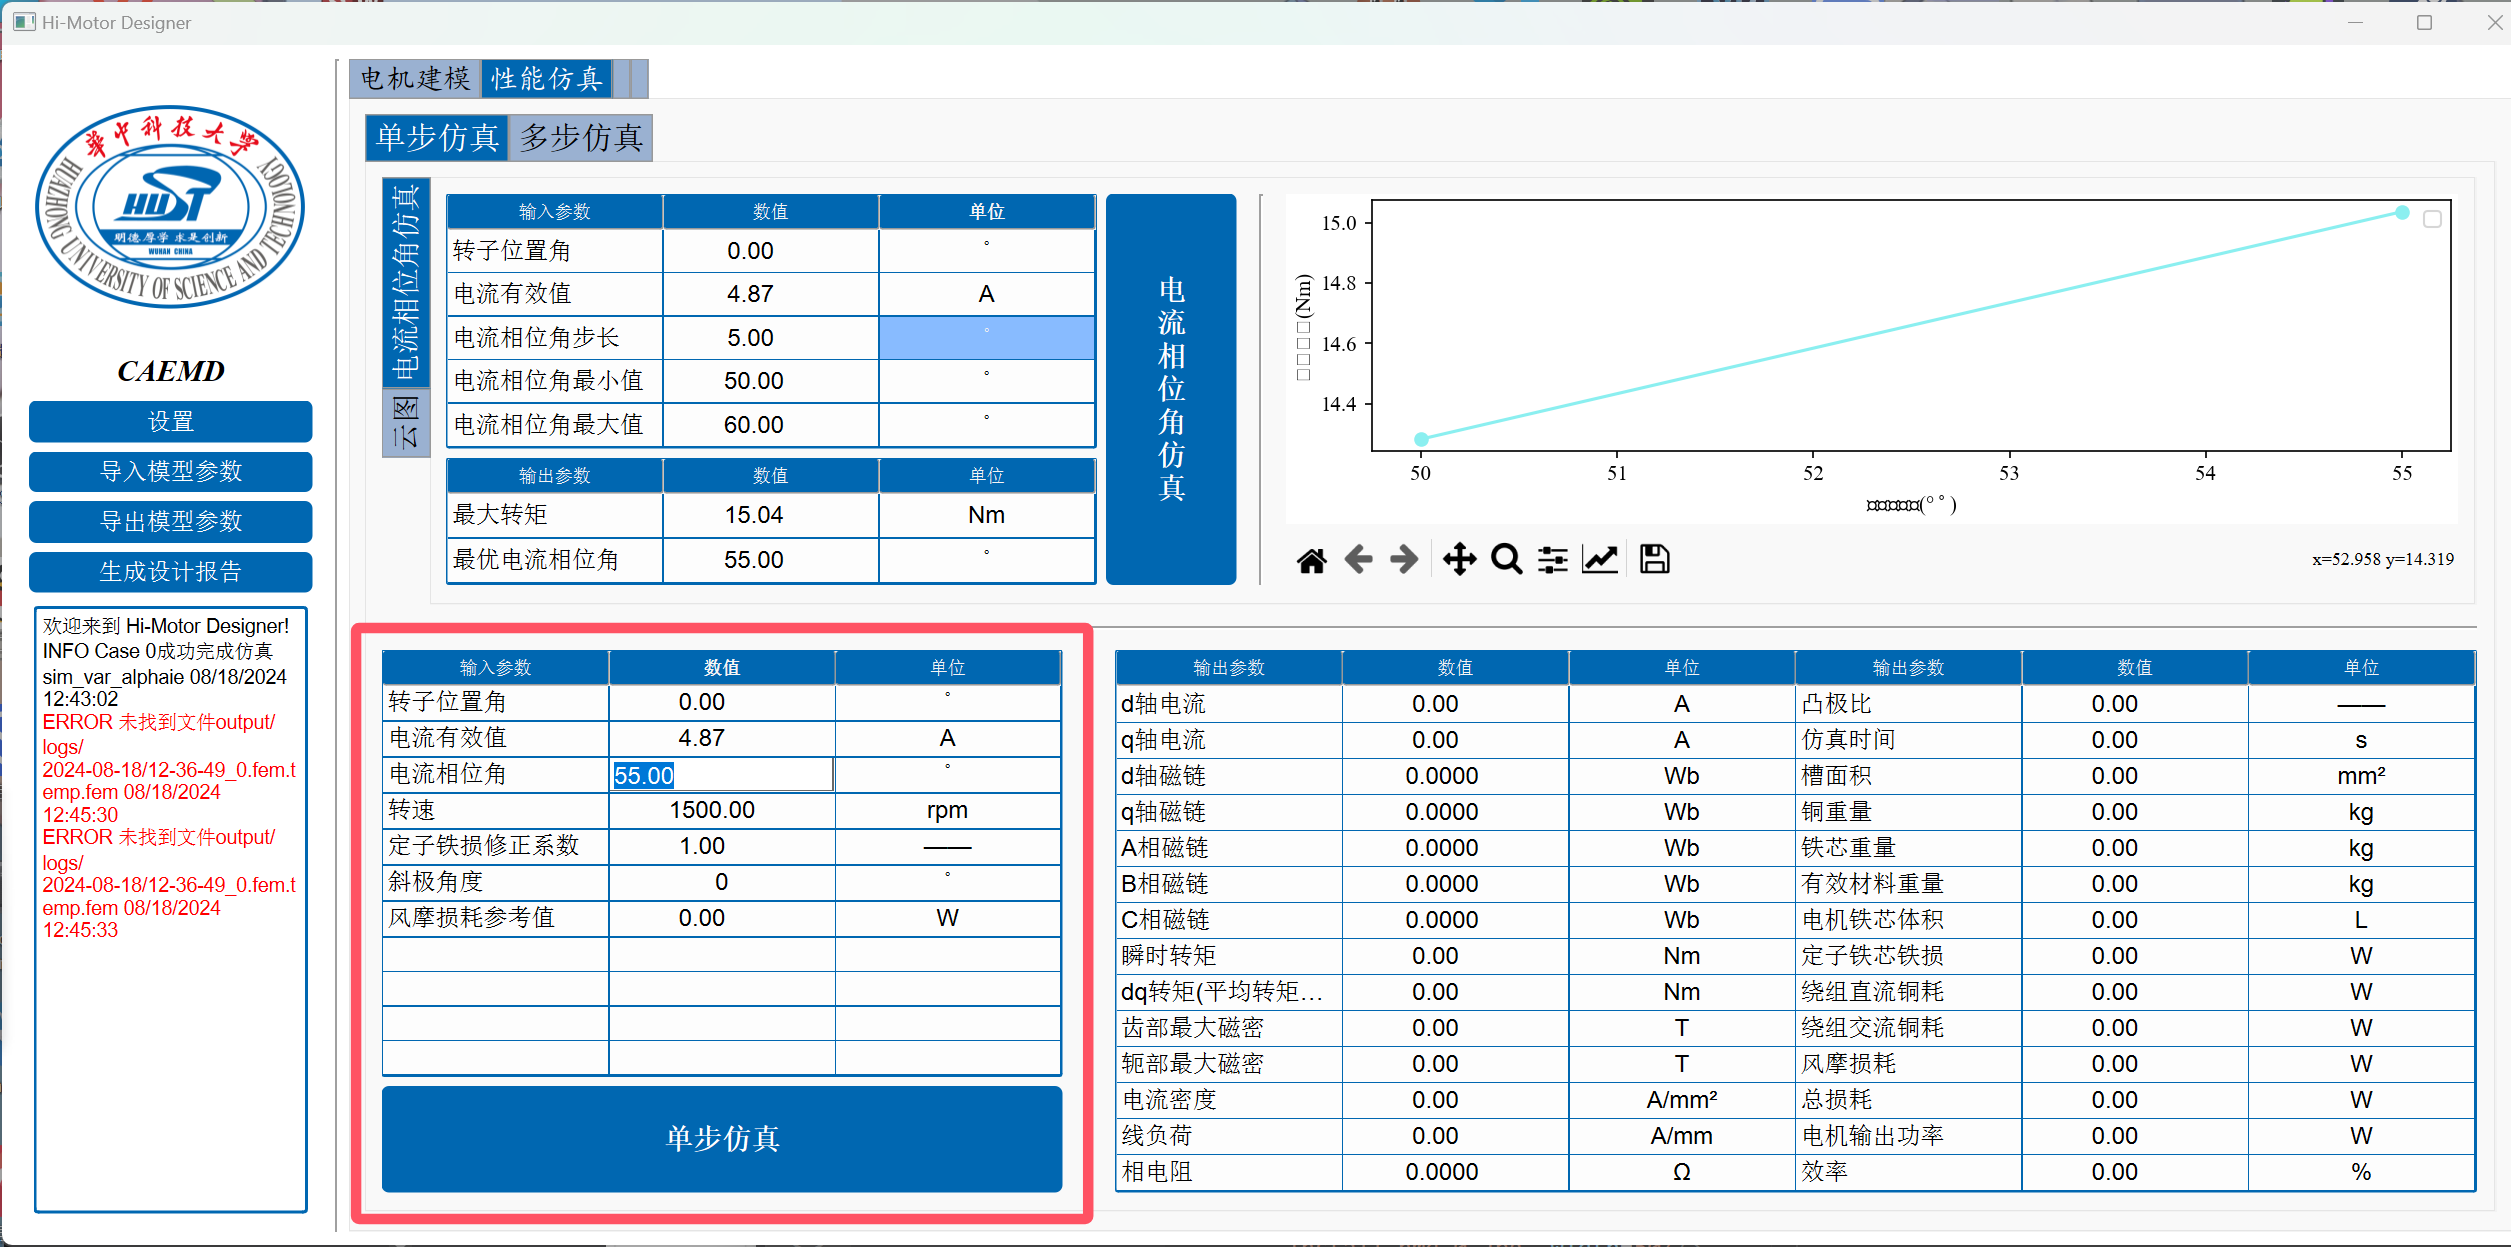 Hi-Motor Designer
华中科技大学
HUAZHONG UNIVERSITY OF SCIENCE AND TECHNOLOGY
HUST
明德厚学 求是创新
WUHAN CHINA
CAEMD
设置
导入模型参数
导出模型参数
生成设计报告
欢迎来到 Hi-Motor Designer!
INFO Case 0成功完成仿真
sim_var_alphaie 08/18/2024
12:43:02
ERROR 未找到文件output/
logs/
2024-08-18/12-36-49_0.fem.t
emp.fem 08/18/2024
12:45:30
ERROR 未找到文件output/
logs/
2024-08-18/12-36-49_0.fem.t
emp.fem 08/18/2024
12:45:33
电机建模 性能仿真
单步仿真 多步仿真
电流相位角仿真
云图
输入参数 数值 单位
转子位置角 0.00 °
电流有效值 4.87 A
电流相位角步长 5.00 °
电流相位角最小值 50.00 °
电流相位角最大值 60.00 °
输出参数 数值 单位
最大转矩 15.04 Nm
最优电流相位角 55.00 °
电流相位角仿真
15.0
14.8
14.6
14.4
□□□□(Nm)
50 51 52 53 54 55
□□□□□(°°)
x=52.958 y=14.319
输入参数 数值 单位
转子位置角 0.00 °
电流有效值 4.87 A
电流相位角 55.00 °
转速 1500.00 rpm
定子铁损修正系数 1.00 ——
斜极角度 0 °
风摩损耗参考值 0.00 W
单步仿真
输出参数 数值 单位 输出参数 数值 单位
d轴电流 0.00 A 凸极比 0.00 ——
q轴电流 0.00 A 仿真时间 0.00 s
d轴磁链 0.0000 Wb 槽面积 0.00 mm²
q轴磁链 0.0000 Wb 铜重量 0.00 kg
A相磁链 0.0000 Wb 铁芯重量 0.00 kg
B相磁链 0.0000 Wb 有效材料重量 0.00 kg
C相磁链 0.0000 Wb 电机铁芯体积 0.00 L
瞬时转矩 0.00 Nm 定子铁芯铁损 0.00 W
dq转矩(平均转矩… 0.00 Nm 绕组直流铜耗 0.00 W
齿部最大磁密 0.00 T 绕组交流铜耗 0.00 W
轭部最大磁密 0.00 T 风摩损耗 0.00 W
电流密度 0.00 A/mm² 总损耗 0.00 W
线负荷 0.00 A/mm 电机输出功率 0.00 W
相电阻 0.0000 Ω 效率 0.00 %